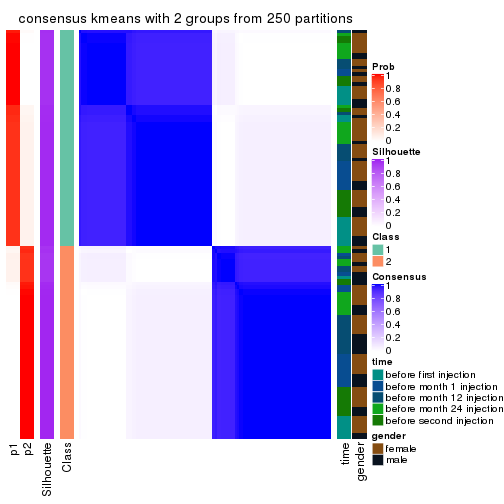 consensus kmeans with 2 groups from 250 partitions
Prob
1
0.8
0.6
0.4
0.2
0
Silhouette
1
0.8
0.6
0.4
0.2
0
Class
1
2
Consensus
1
0.8
0.6
0.4
0.2
0
time
before first injection
before month 1 injection
before month 12 injection
before month 24 injection
before second injection
gender
female
male
p1
p2
Silhouette
Class
time
gender